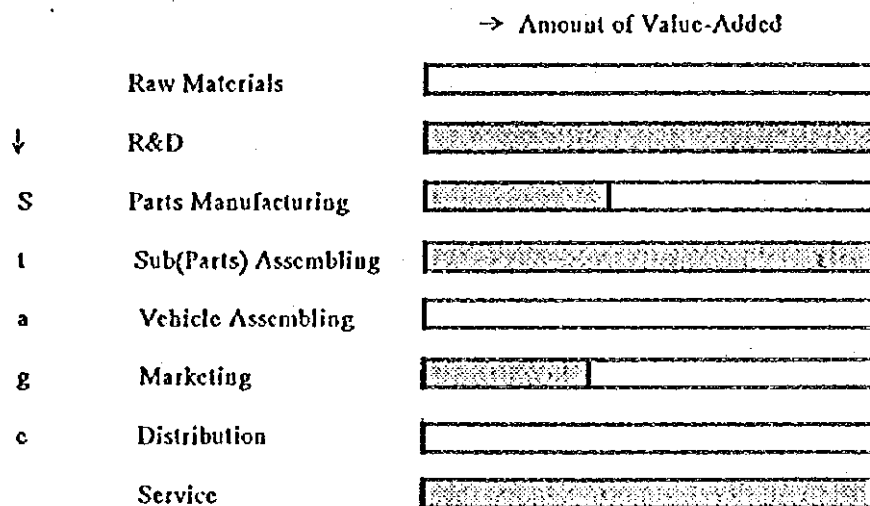 → Amount of Value-Added
Raw Materials
↓ R&D
S Parts Manufacturing
t Sub(Parts) Assembling
a Vehicle Assembling
g Marketing
e Distribution
Service